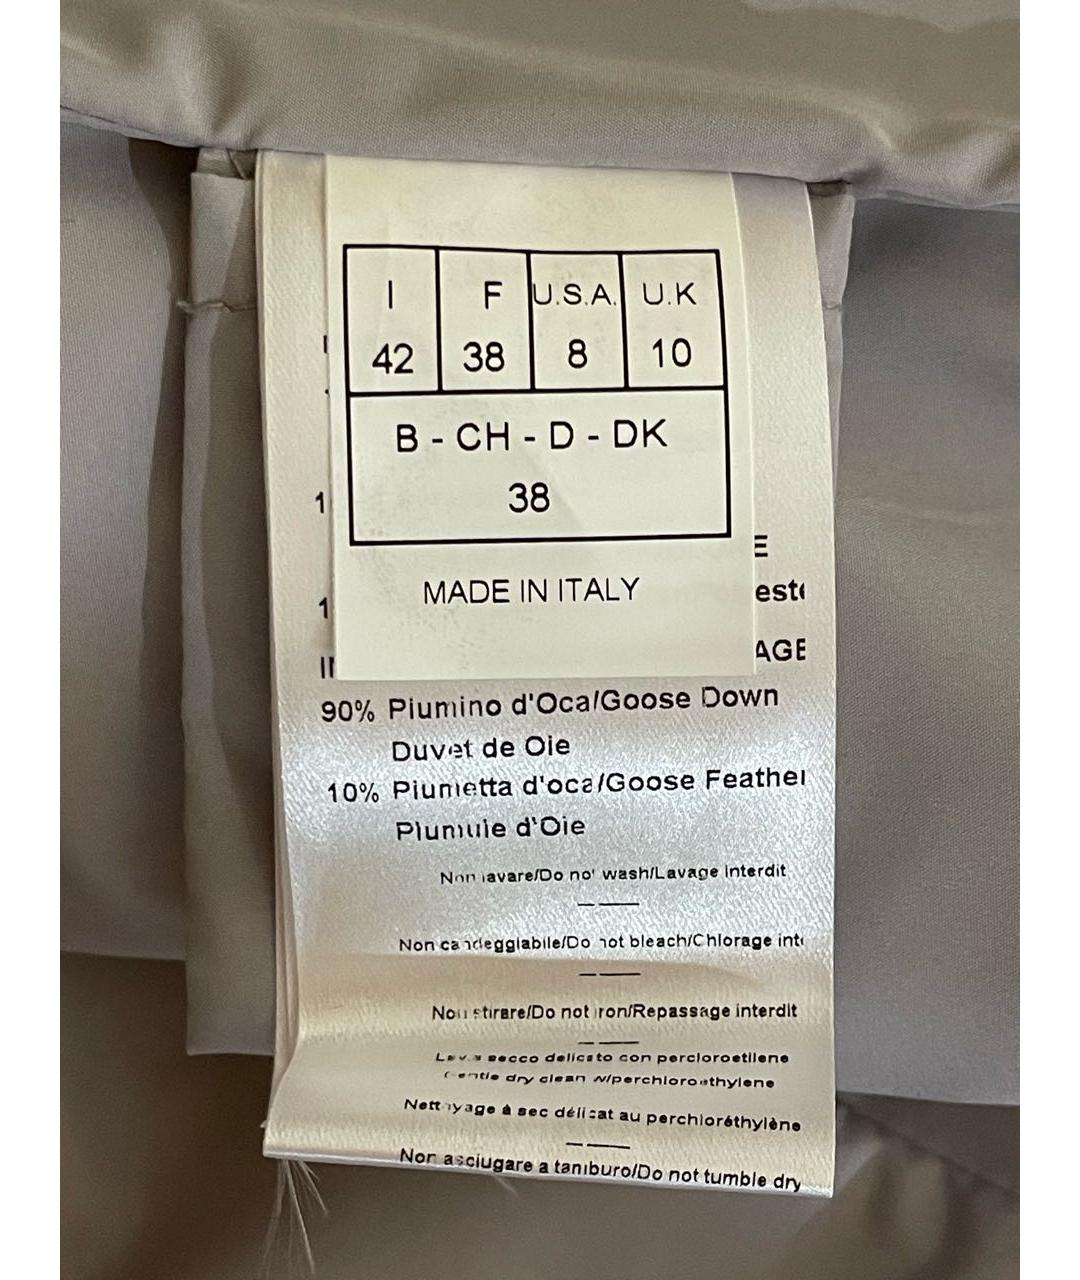 I F U.S.A. U.K
42 38 8 10
B - CH - D - DK
38
MADE IN ITALY
90% Piumino d'Oca/Goose Down
Duvet de Oie
10% Piumetta d'oca/Goose Feather
Plumule d'Oie
Non lavare/Do not wash/Lavage interdit
Non candeggiabile/Do not bleach/Chlorage
Non stirare/Do not iron/Repassage interdit
Lava secco delicato con percloroetilene
Gentle dry clean w/perchloroethylene
Nettoyage à sec délicat au perchloréthylène
Non asciugare a tamburo/Do not tumble dry